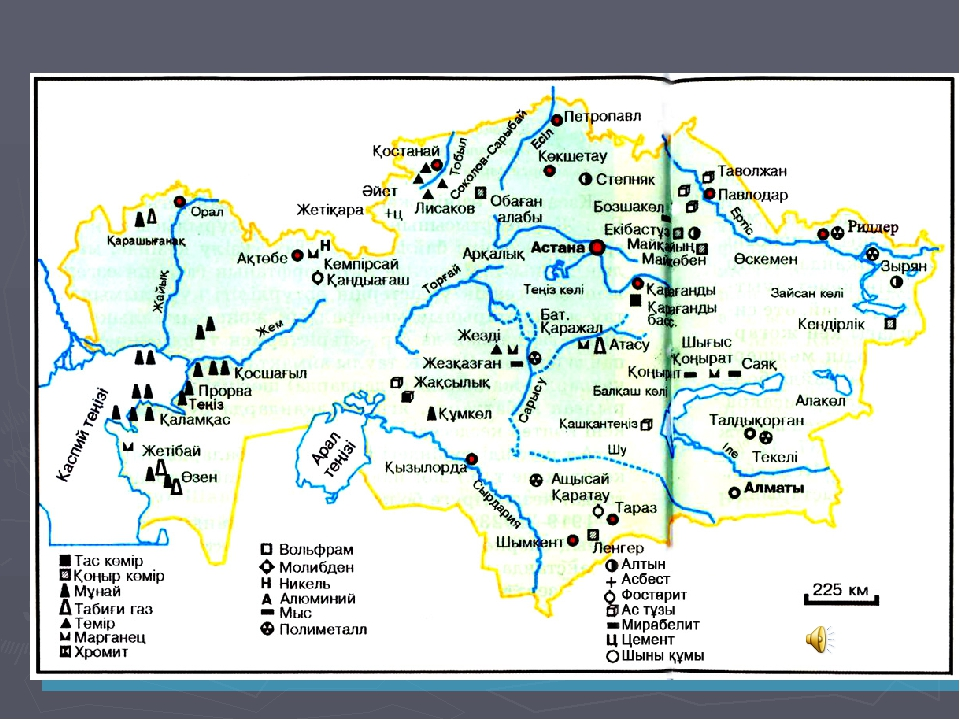 Петропавл
Қостанай
Тобыл
Соколов-Сарыбай
Есіл
Көкшетау
Таволжан
Әйет
Степняк
Павлодар
Жетіқара
+ц
Лисаков
Обаған
алабы
Бозшакөл
Ертіс
Орал
Риддер
Қарашығанақ
Екібастұз
Астана
Майқайың
Н
Ақтөбе
Кемпірсай
Қандыағаш
Арқалық
Өскемен
Зырян
Торғай
Теңіз көлі
Қарағанды
Зайсан көлі
Жайық
Қарағанды
басс.
Кендірлік
Жем
Бат.
Қаражал
Жезді
Атасу
Шығыс
Қоңырат
Жезқазған
Қоңырат
Саяқ
Қосшағыл
Жақсылық
Сарысу
Балқаш көлі
Прорва
Теңіз
Алакөл
Каспий теңізі
Қаламқас
Құмкөл
Қашқантеңіз
Талдықорған
Жетібай
Арал
теңізі
Шу
Іле
Текелі
Қызылорда
Өзен
Ащысай
Алматы
Сырдария
Қаратау
Тараз
Шымкент
Ленгер
Тас көмір
Қоңыр көмір
Мұнай
Табиғи газ
Темір
Марганец
Хромит
Вольфрам
Молибден
Н Никель
А Алюминий
Мыс
Полиметалл
Алтын
+ Асбест
Фосфарит
Ас тұзы
Мирабелит
Ц Цемент
Шыны құмы
225 км